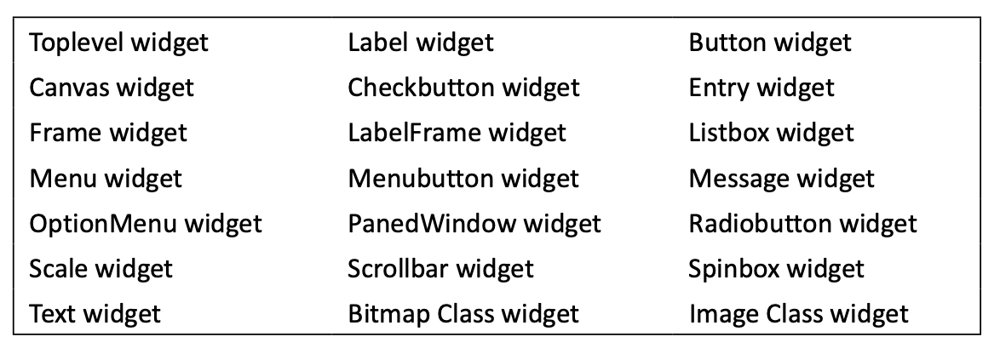 Toplevel widget Label widget Button widget
Canvas widget Checkbutton widget Entry widget
Frame widget LabelFrame widget Listbox widget
Menu widget Menubutton widget Message widget
OptionMenu widget PanedWindow widget Radiobutton widget
Scale widget Scrollbar widget Spinbox widget
Text widget Bitmap Class widget Image Class widget